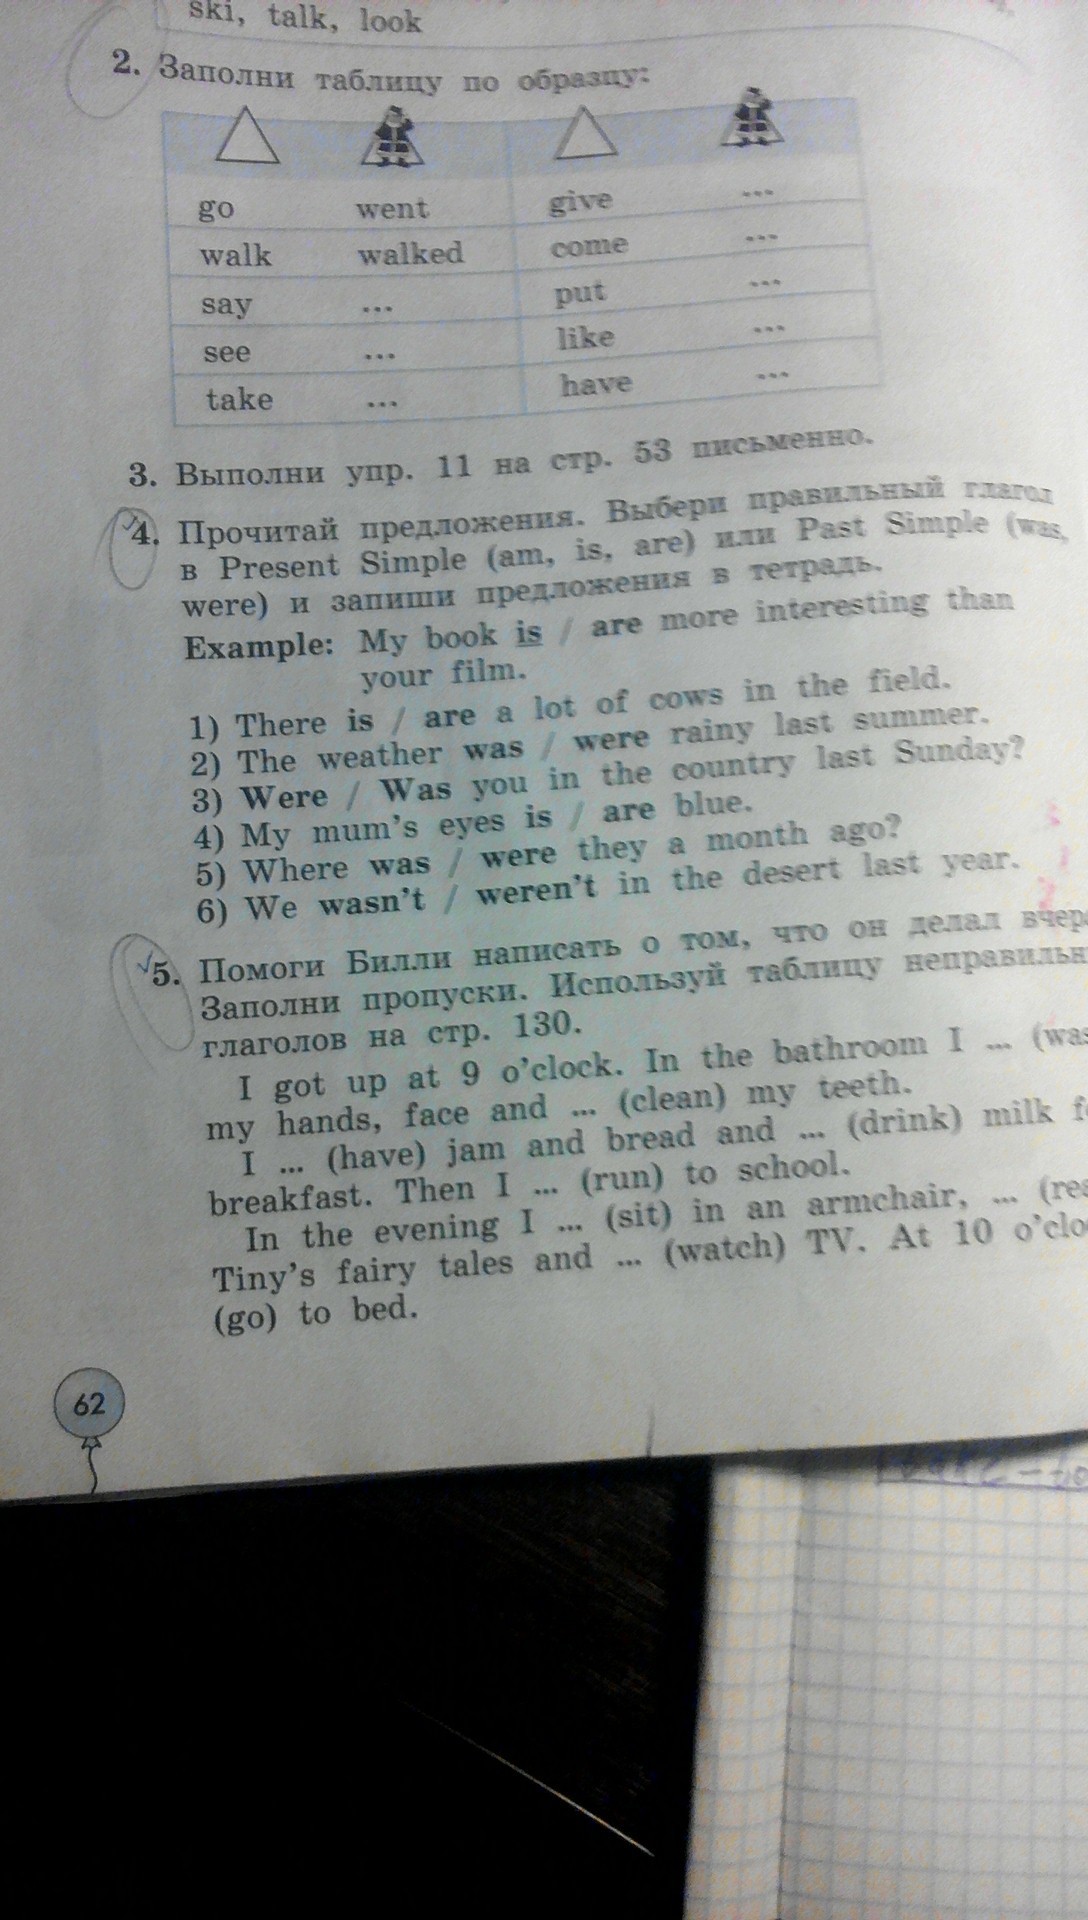 ski, talk, look
2. Заполни таблицу по образцу:
go went give ...
walk walked come ...
say ... put ...
see ... like ...
take ... have ...
3. Выполни упр. 11 на стр. 53 письменно.
4. Прочитай предложения. Выбери правильный глагол
в Present Simple (am, is, are) или Past Simple (was,
were) и запиши предложения в тетрадь.
Example: My book is / are more interesting than
your film.
1) There is / are a lot of cows in the field.
2) The weather was / were rainy last summer.
3) Were / Was you in the country last Sunday?
4) My mum's eyes is / are blue.
5) Where was / were they a month ago?
6) We wasn't / weren't in the desert last year.
5. Помоги Билли написать о том, что он делал вчера
Заполни пропуски. Используй таблицу неправильн
глаголов на стр. 130.
I got up at 9 o'clock. In the bathroom I ... (was
my hands, face and ... (clean) my teeth.
I ... (have) jam and bread and ... (drink) milk fo
breakfast. Then I ... (run) to school.
In the evening I ... (sit) in an armchair, ... (rea
Tiny's fairy tales and ... (watch) TV. At 10 o'clo
(go) to bed.
62